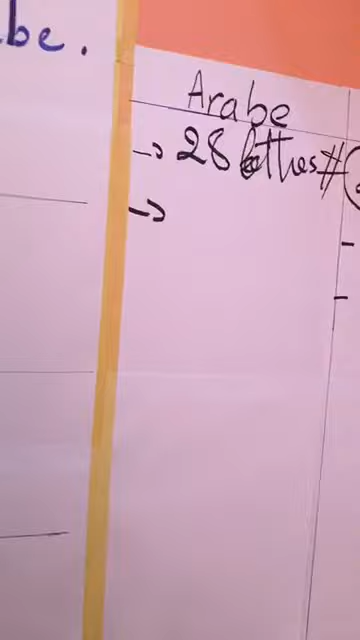 be.
Arabe
→ 28 lettres #
→
-
-